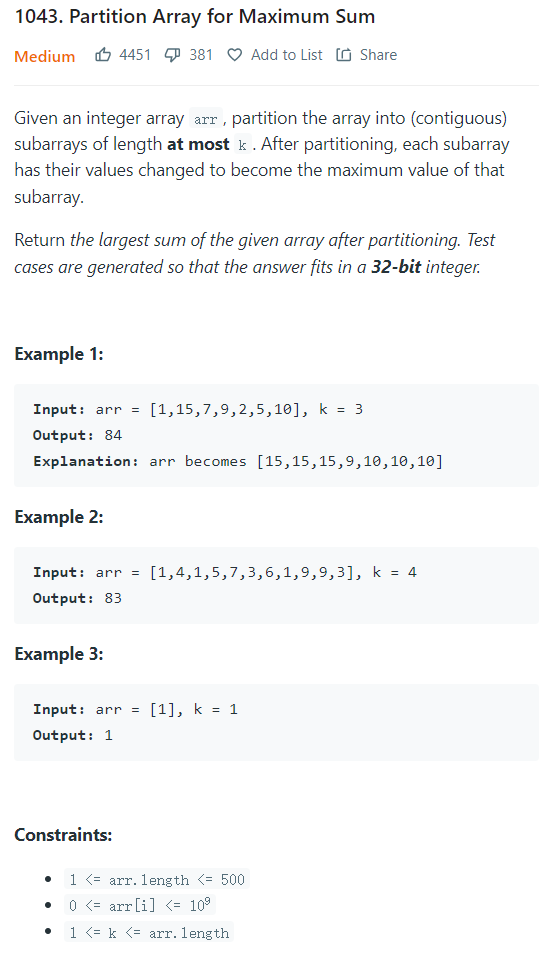 1043. Partition Array for Maximum Sum
Medium 4451 381 Add to List Share
Given an integer array arr , partition the array into (contiguous)
subarrays of length at most k . After partitioning, each subarray
has their values changed to become the maximum value of that
subarray.
Return the largest sum of the given array after partitioning. Test
cases are generated so that the answer fits in a 32-bit integer.
Example 1:
Input: arr = [1,15,7,9,2,5,10], k = 3
Output: 84
Explanation: arr becomes [15,15,15,9,10,10,10]
Example 2:
Input: arr = [1,4,1,5,7,3,6,1,9,9,3], k = 4
Output: 83
Example 3:
Input: arr = [1], k = 1
Output: 1
Constraints:
• 1 <= arr.length <= 500
• 0 <= arr[i] <= 10⁹
• 1 <= k <= arr.length